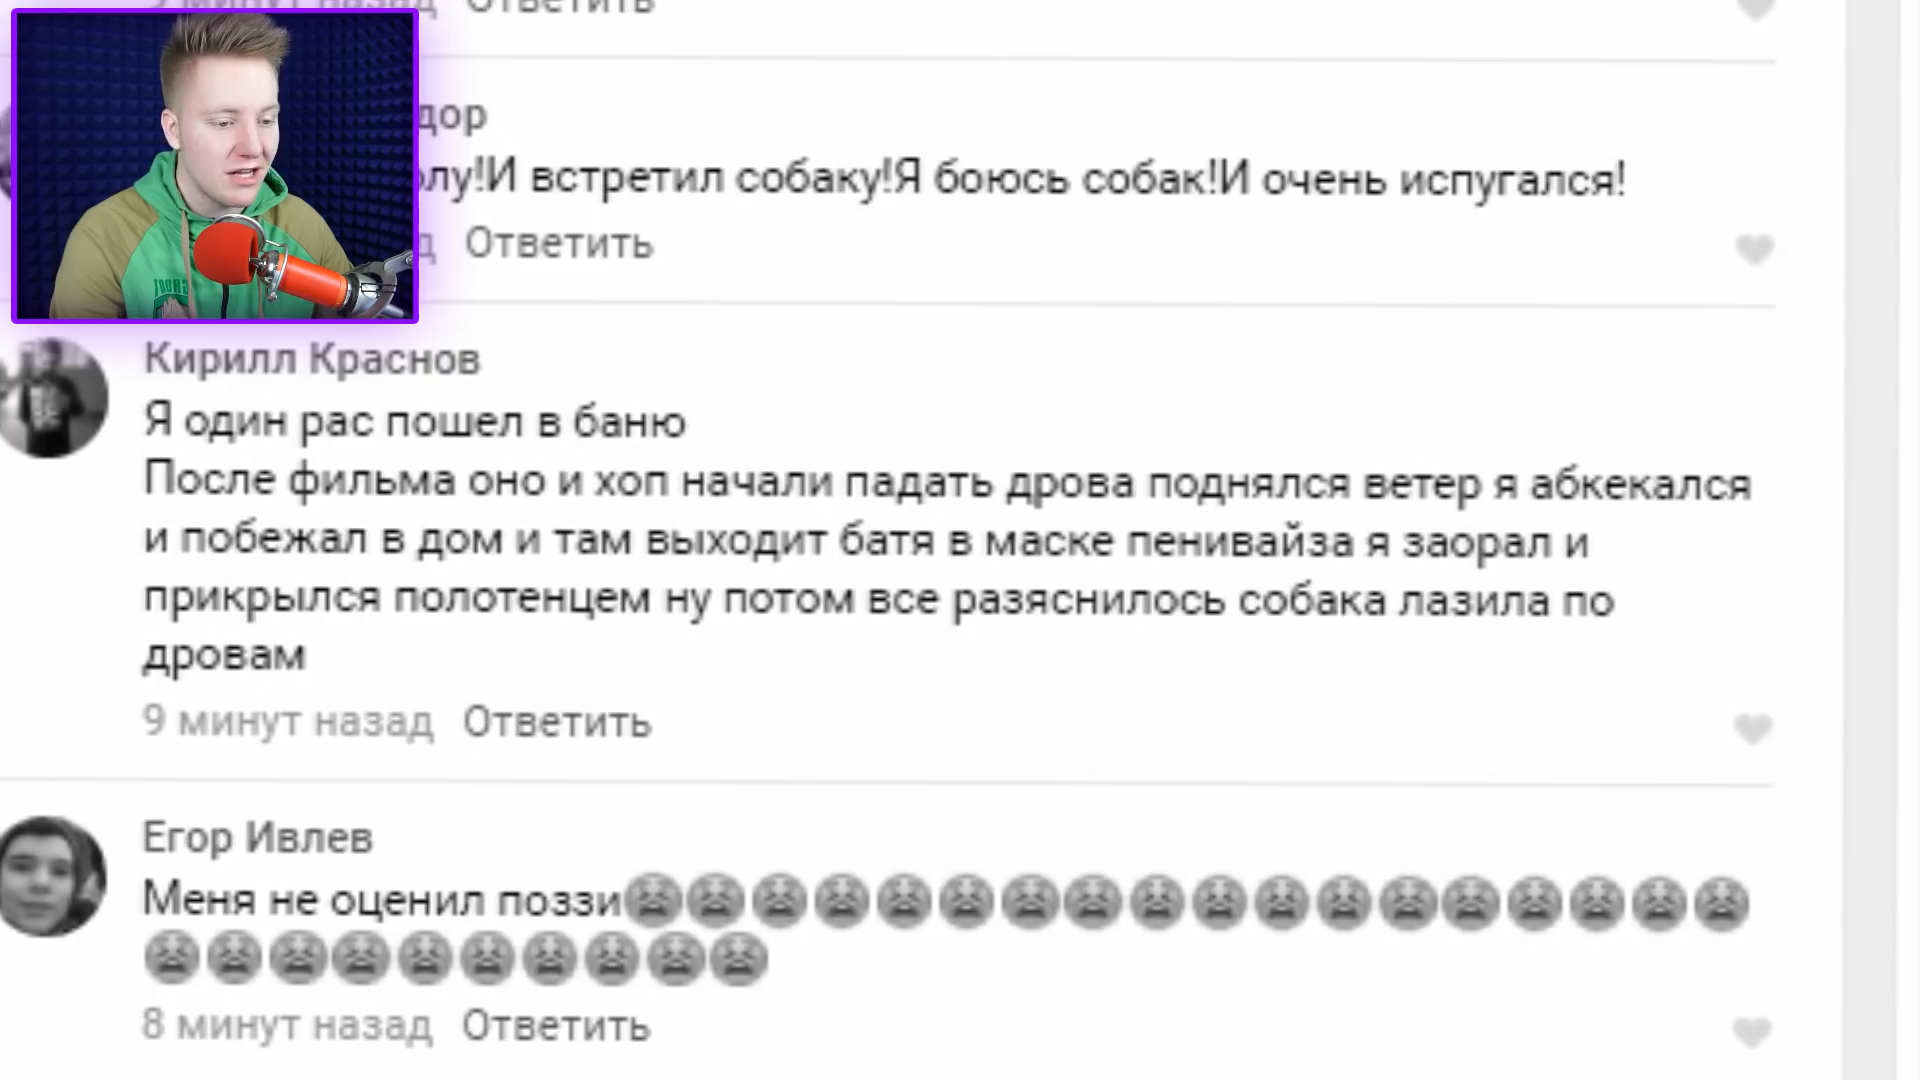 Ответить
дор
лу!И встретил собаку!Я боюсь собак!И очень испугался!
Ответить
Кирилл Краснов
Я один рас пошел в баню
После фильма оно и хоп начали падать дрова поднялся ветер я абкекался
и побежал в дом и там выходит батя в маске пенивайза я заорал и
прикрылся полотенцем ну потом все разяснилось собака лазила по
дровам
9 минут назад Ответить
Егор Ивлев
Меня не оценил поззи😫😫😫😫😫😫😫😫😫😫😫😫😫😫😫😫😫😫
😫😫😫😫😫😫😫😫😫😫
8 минут назад Ответить